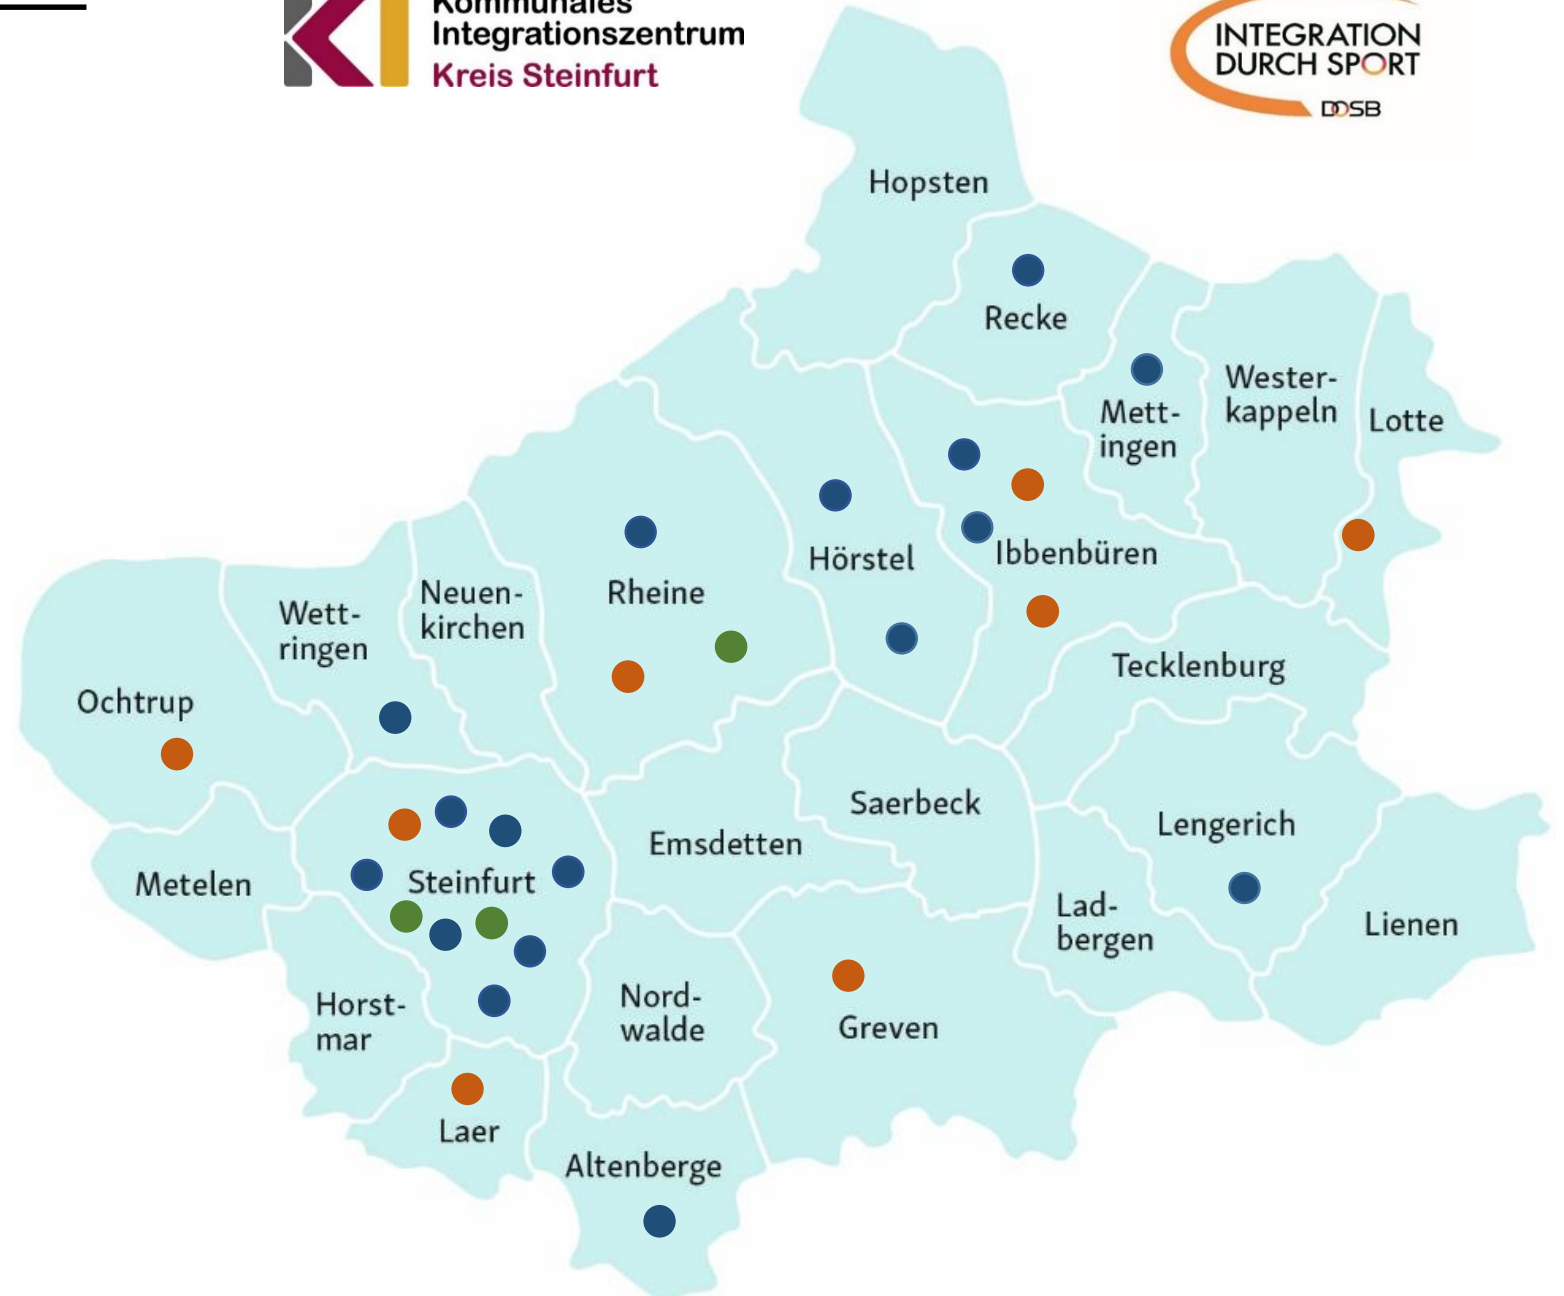 Kommunales
Integrationszentrum
Kreis Steinfurt
INTEGRATION
DURCH SPORT
DOSB
Hopsten
Recke
Wester-
kappeln
Lotte
Mett-
ingen
Hörstel
Ibbenbüren
Rheine
Neuen-
kirchen
Wett-
ringen
Tecklenburg
Ochtrup
Saerbeck
Lengerich
Emsdetten
Steinfurt
Metelen
Lad-
bergen
Lienen
Horst-
mar
Nord-
walde
Greven
Laer
Altenberge